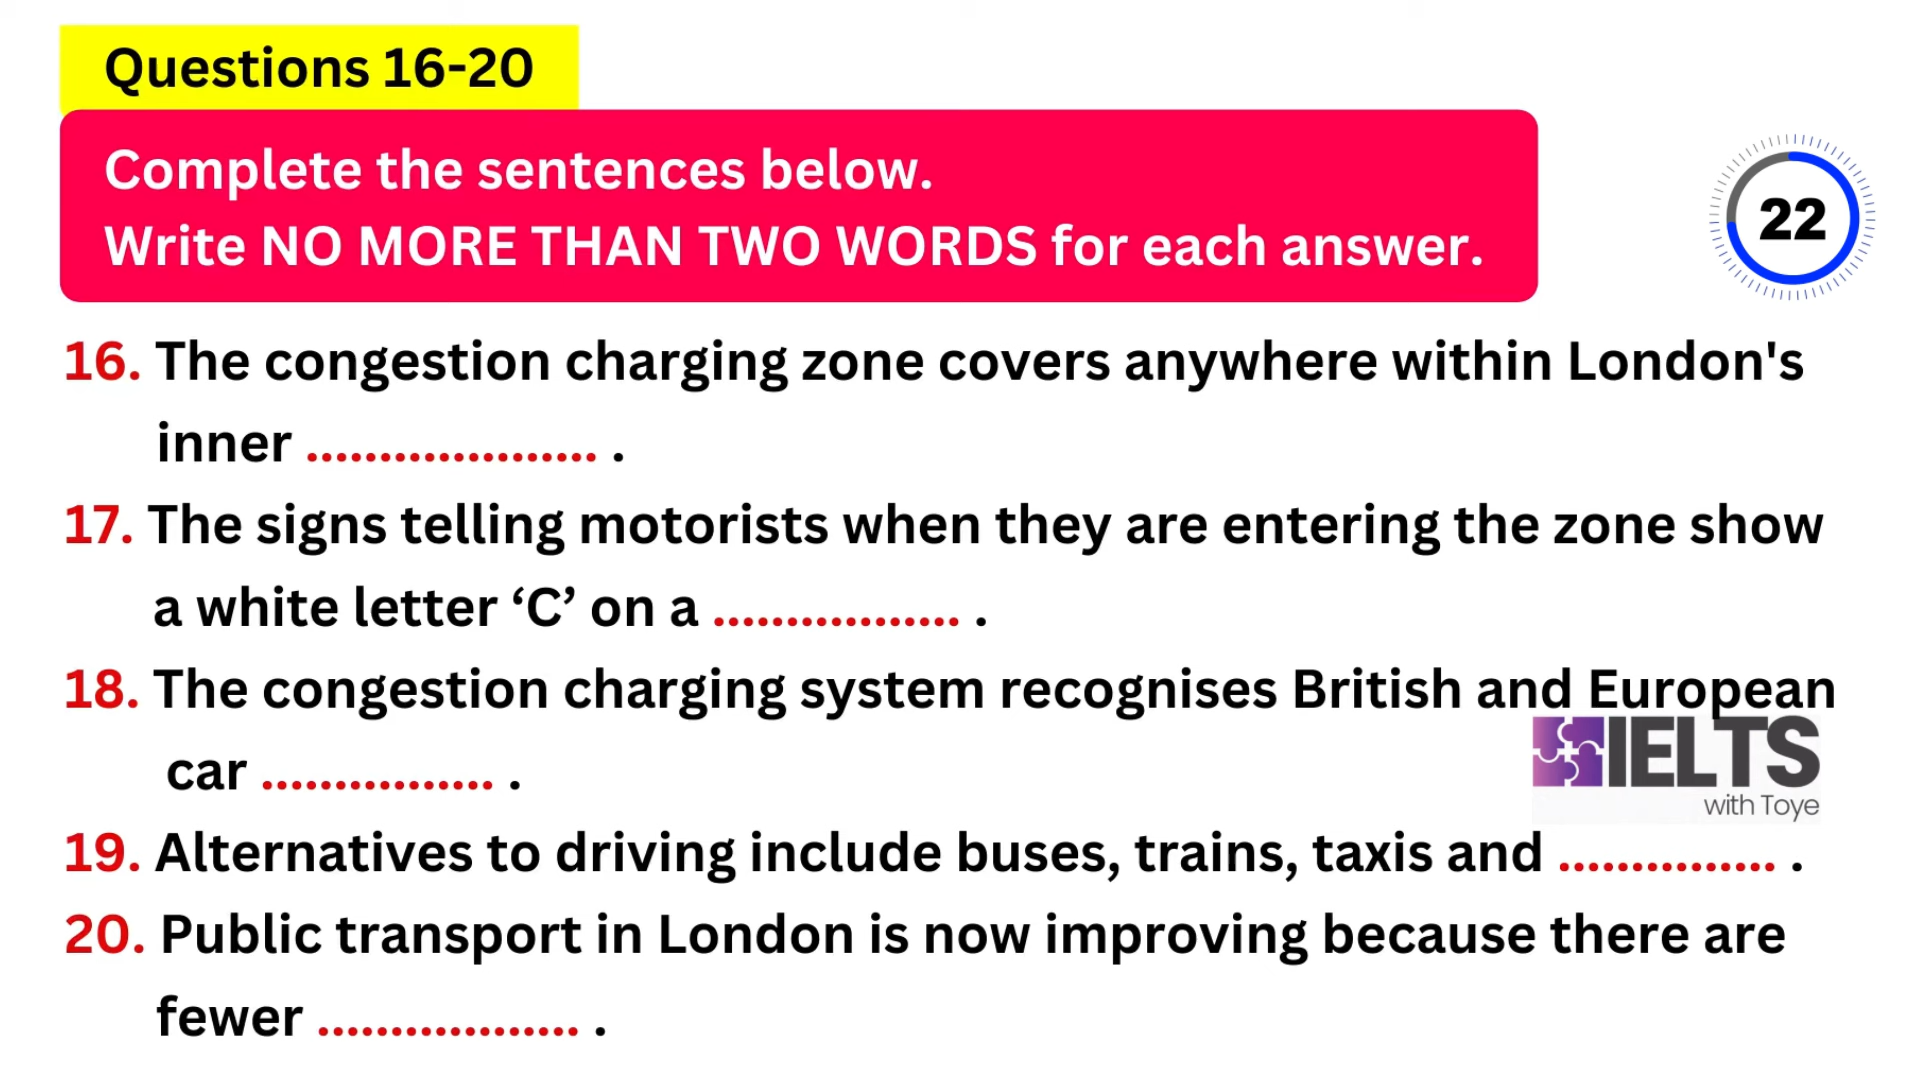 Questions 16-20
Complete the sentences below.
Write NO MORE THAN TWO WORDS for each answer.
22
16. The congestion charging zone covers anywhere within London's
inner .................... .
17. The signs telling motorists when they are entering the zone show
a white letter ‘C’ on a ................. .
18. The congestion charging system recognises British and European
car ................ .
IELTS
with Toye
19. Alternatives to driving include buses, trains, taxis and ............... .
20. Public transport in London is now improving because there are
fewer .................. .